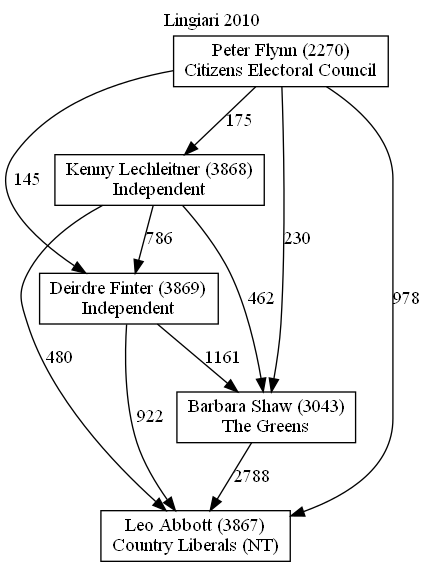 Lingiari 2010
Peter Flynn (2270)
Citizens Electoral Council
175
Kenny Lechleitner (3868)
Independent
145
786
230
Deirdre Finter (3869)
Independent
462
978
480
1161
Barbara Shaw (3043)
The Greens
922
2788
Leo Abbott (3867)
Country Liberals (NT)